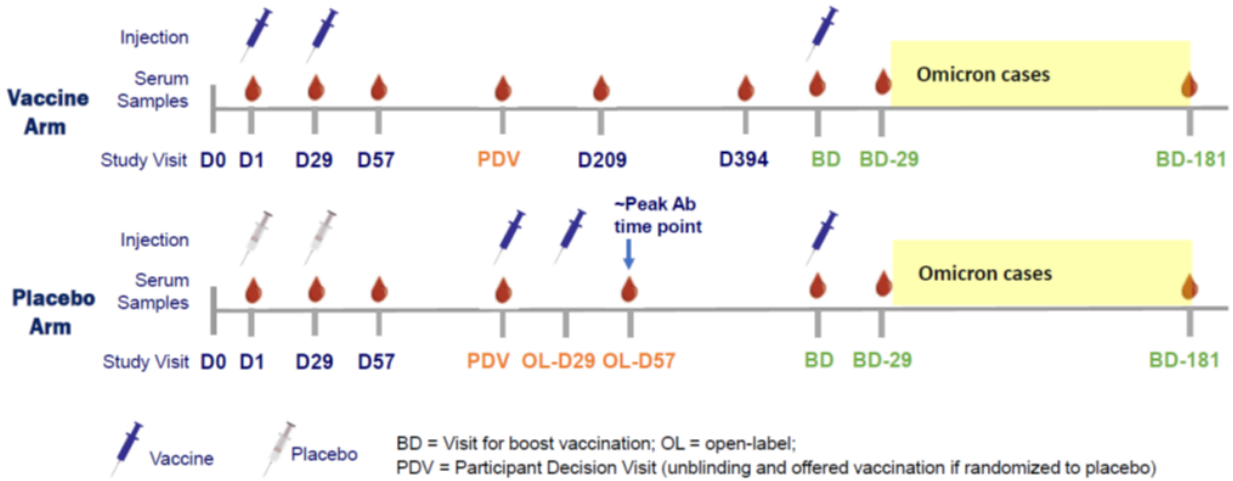 Injection
Serum
Samples
Omicron cases
Vaccine
Arm
Study Visit D0 D1 D29 D57 PDV D209 D394 BD BD-29 BD-181
~Peak Ab
time point
Injection
Serum
Samples
Omicron cases
Placebo
Arm
Study Visit D0 D1 D29 D57 PDV OL-D29 OL-D57 BD BD-29 BD-181
Vaccine
Placebo
BD = Visit for boost vaccination; OL = open-label;
PDV = Participant Decision Visit (unblinding and offered vaccination if randomized to placebo)